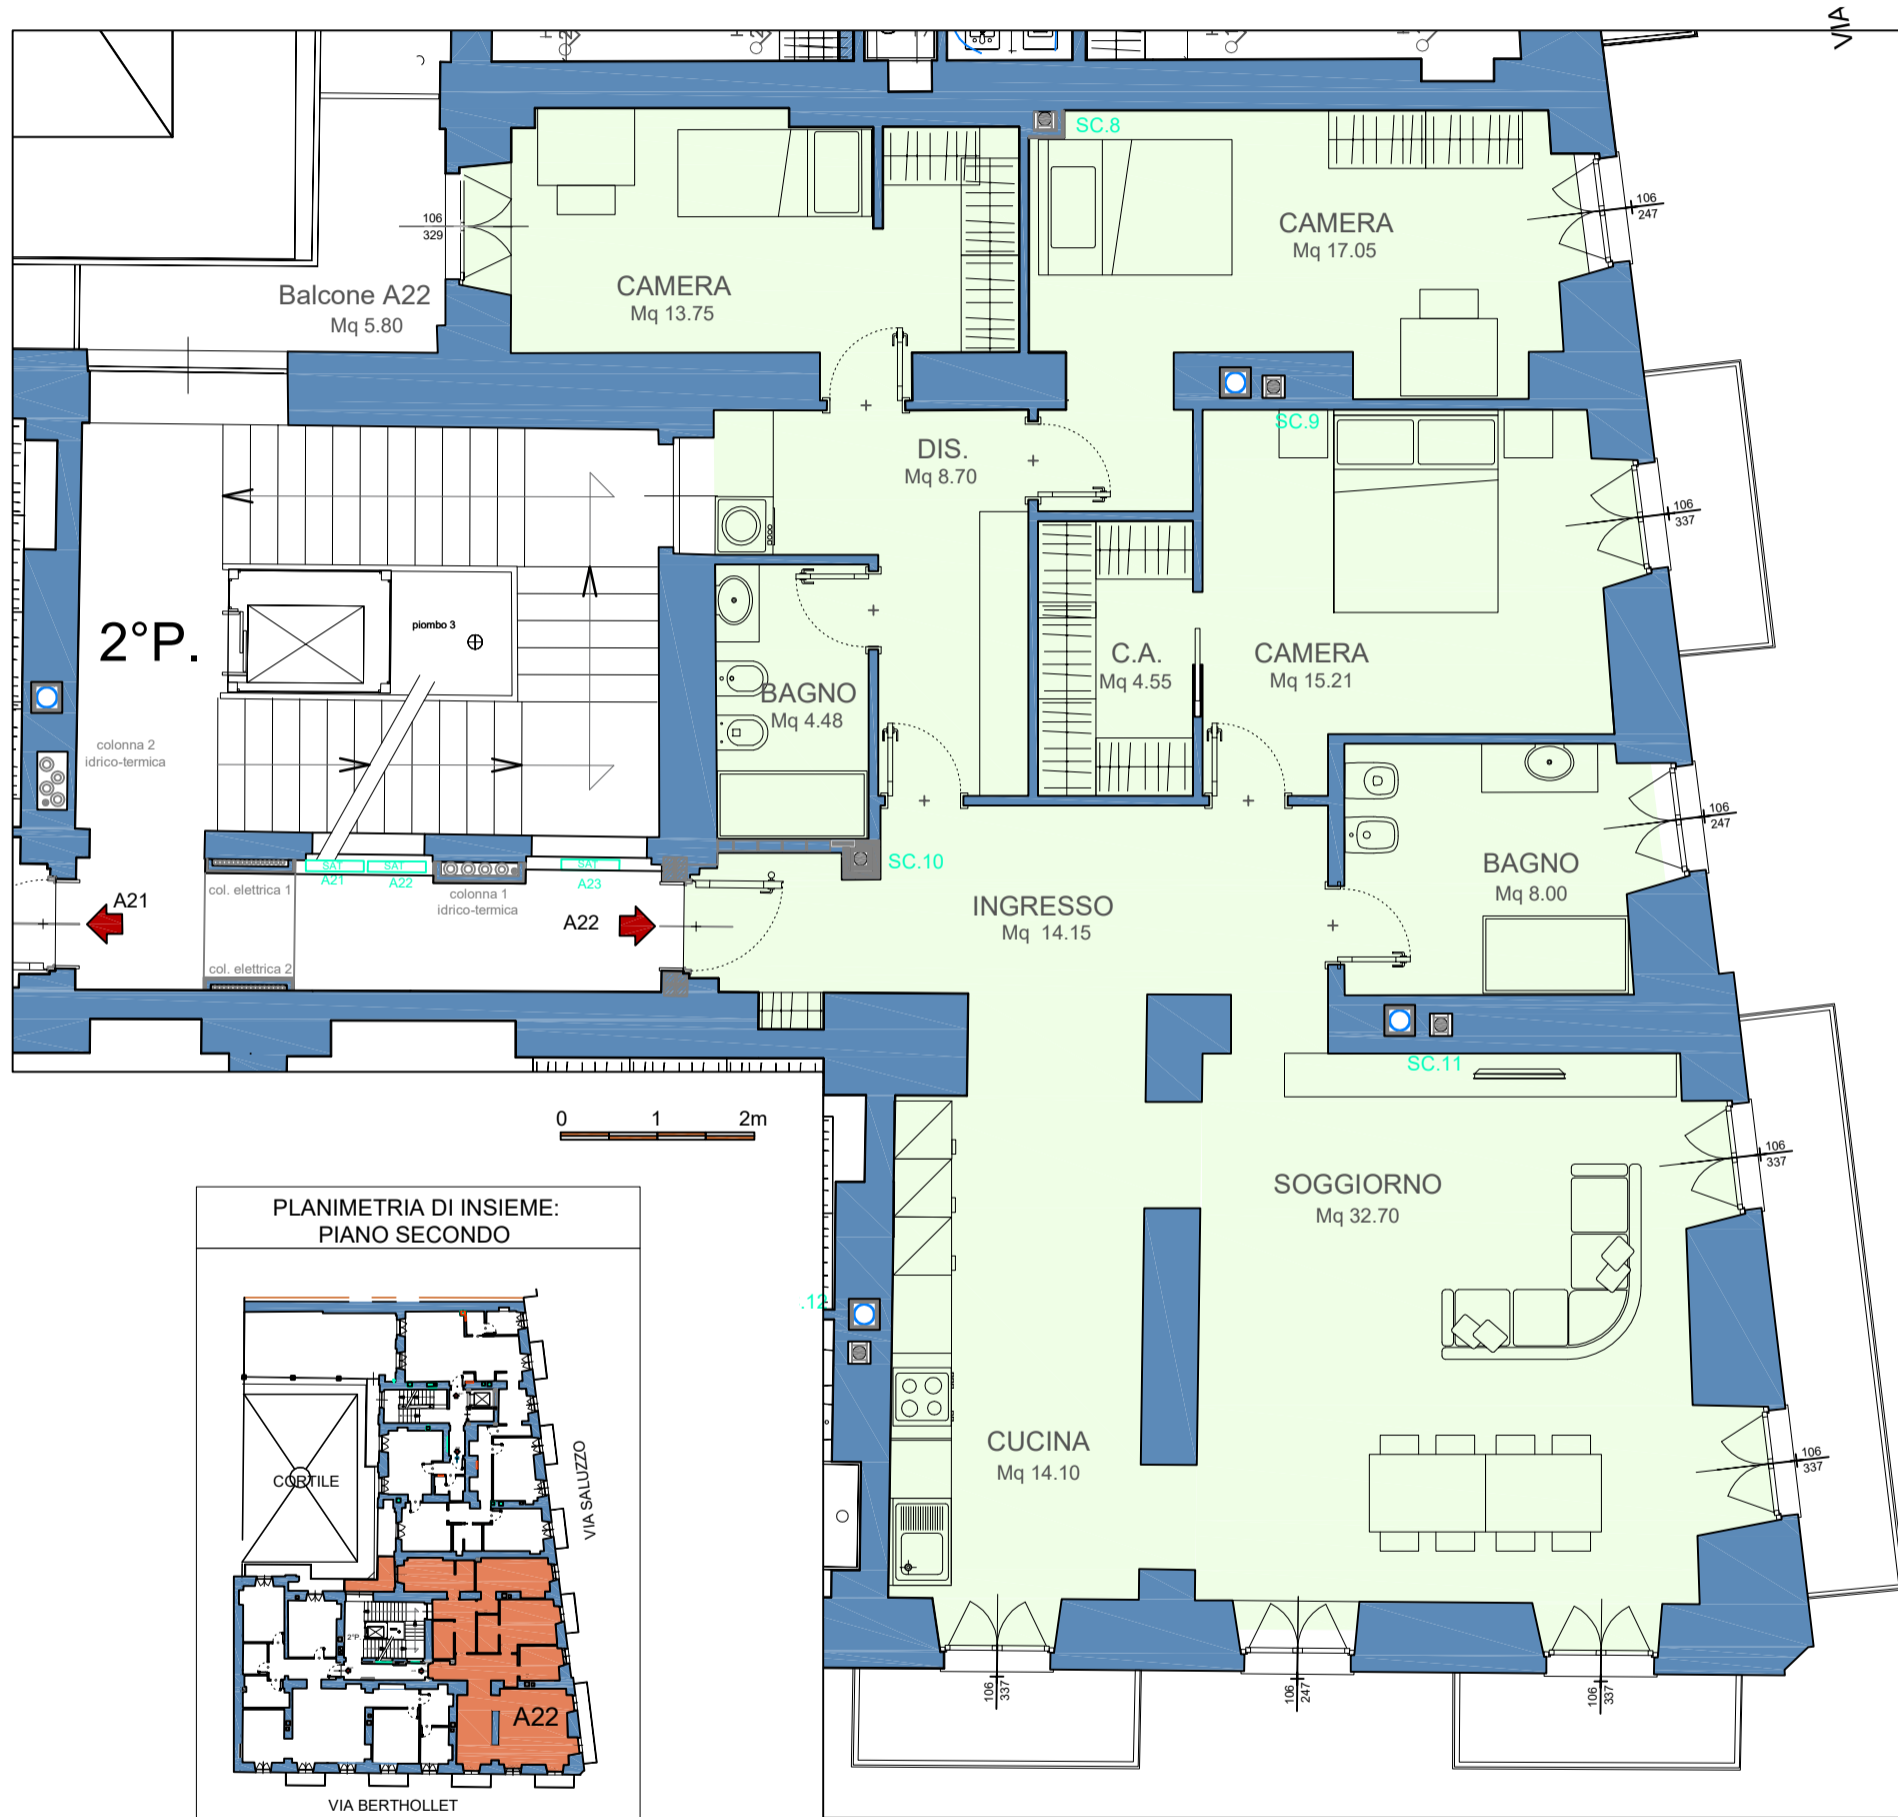 VIA
SC.8
CAMERA
Mq 17.05
106
247
106
329
CAMERA
Mq 13.75
Balcone A22
Mq 5.80
SC.9
DIS.
Mq 8.70
106
337
2°P.
piombo 3
C.A.
Mq 4.55
CAMERA
Mq 15.21
BAGNO
Mq 4.48
colonna 2
idrico-termica
106
247
SC.10
BAGNO
Mq 8.00
SAT
SAT
SAT
A21
A22
A23
col. elettrica 1
colonna 1
idrico-termica
A21
A22
INGRESSO
Mq 14.15
col. elettrica 2
SC.11
0 1 2m
106
337
SOGGIORNO
Mq 32.70
PLANIMETRIA DI INSIEME:
PIANO SECONDO
.12
CUCINA
Mq 14.10
106
337
CORTILE
VIA SALUZZO
2°P.
A22
VIA BERTHOLLET
106
337
106
247
106
337